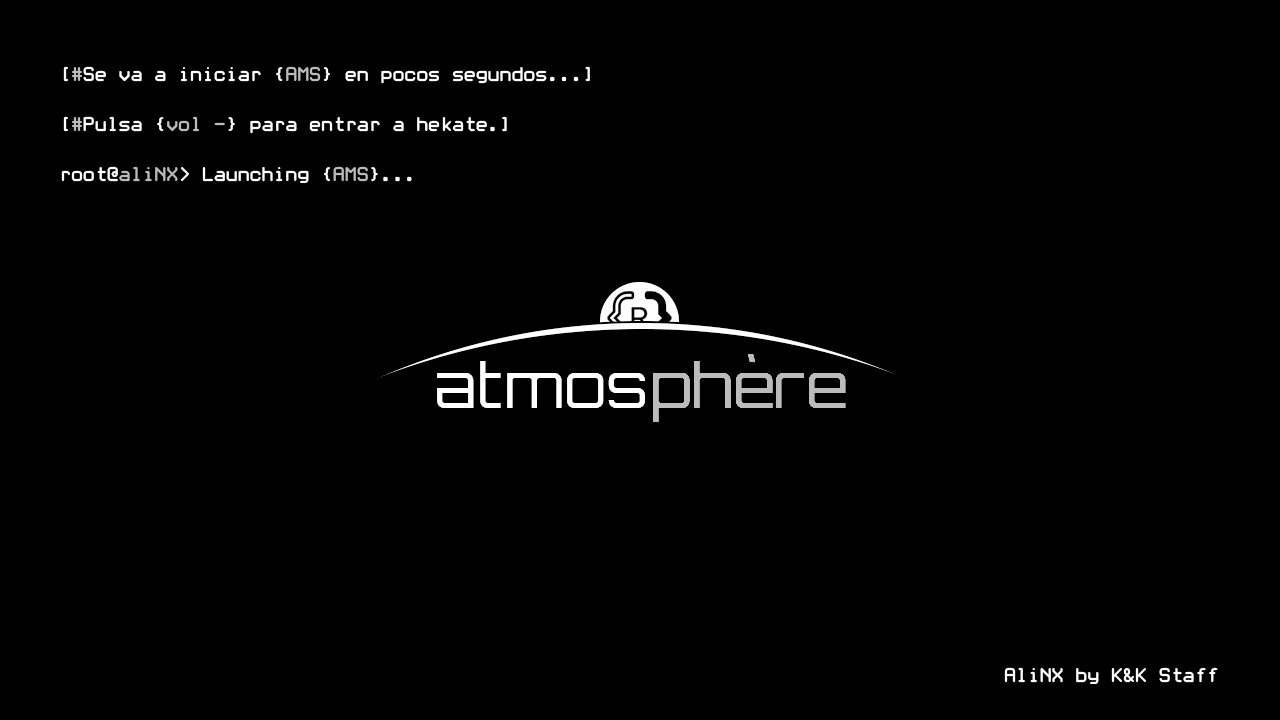 [#Se va a iniciar {AMS} en pocos segundos...]
[#Pulsa {vol -} para entrar a hekate.]
root@aliNX> Launching {AMS}...
{R}
atmosphère
AliNX by K&K Staff